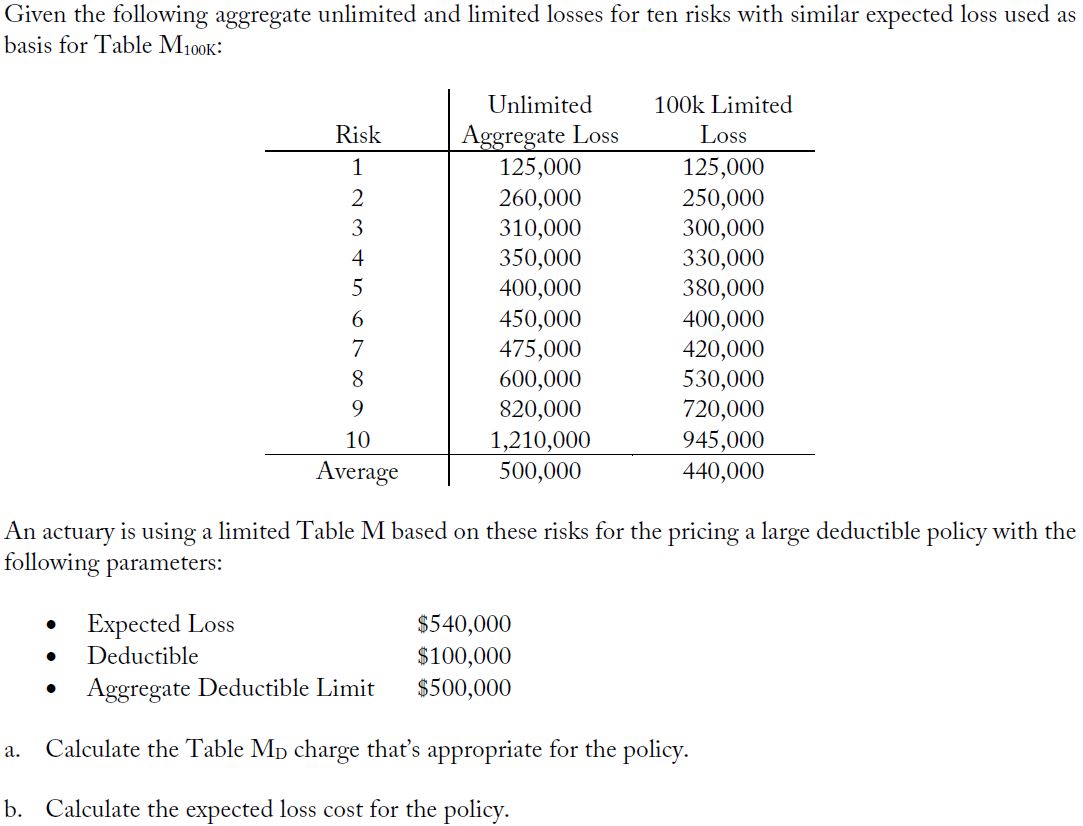 Given the following aggregate unlimited and limited losses for ten risks with similar expected loss used as
basis for Table M100K:
Unlimited 100k Limited
Risk Aggregate Loss Loss
1 125,000 125,000
2 260,000 250,000
3 310,000 300,000
4 350,000 330,000
5 400,000 380,000
6 450,000 400,000
7 475,000 420,000
8 600,000 530,000
9 820,000 720,000
10 1,210,000 945,000
Average 500,000 440,000
An actuary is using a limited Table M based on these risks for the pricing a large deductible policy with the
following parameters:
• Expected Loss $540,000
• Deductible $100,000
• Aggregate Deductible Limit $500,000
a. Calculate the Table MD charge that’s appropriate for the policy.
b. Calculate the expected loss cost for the policy.